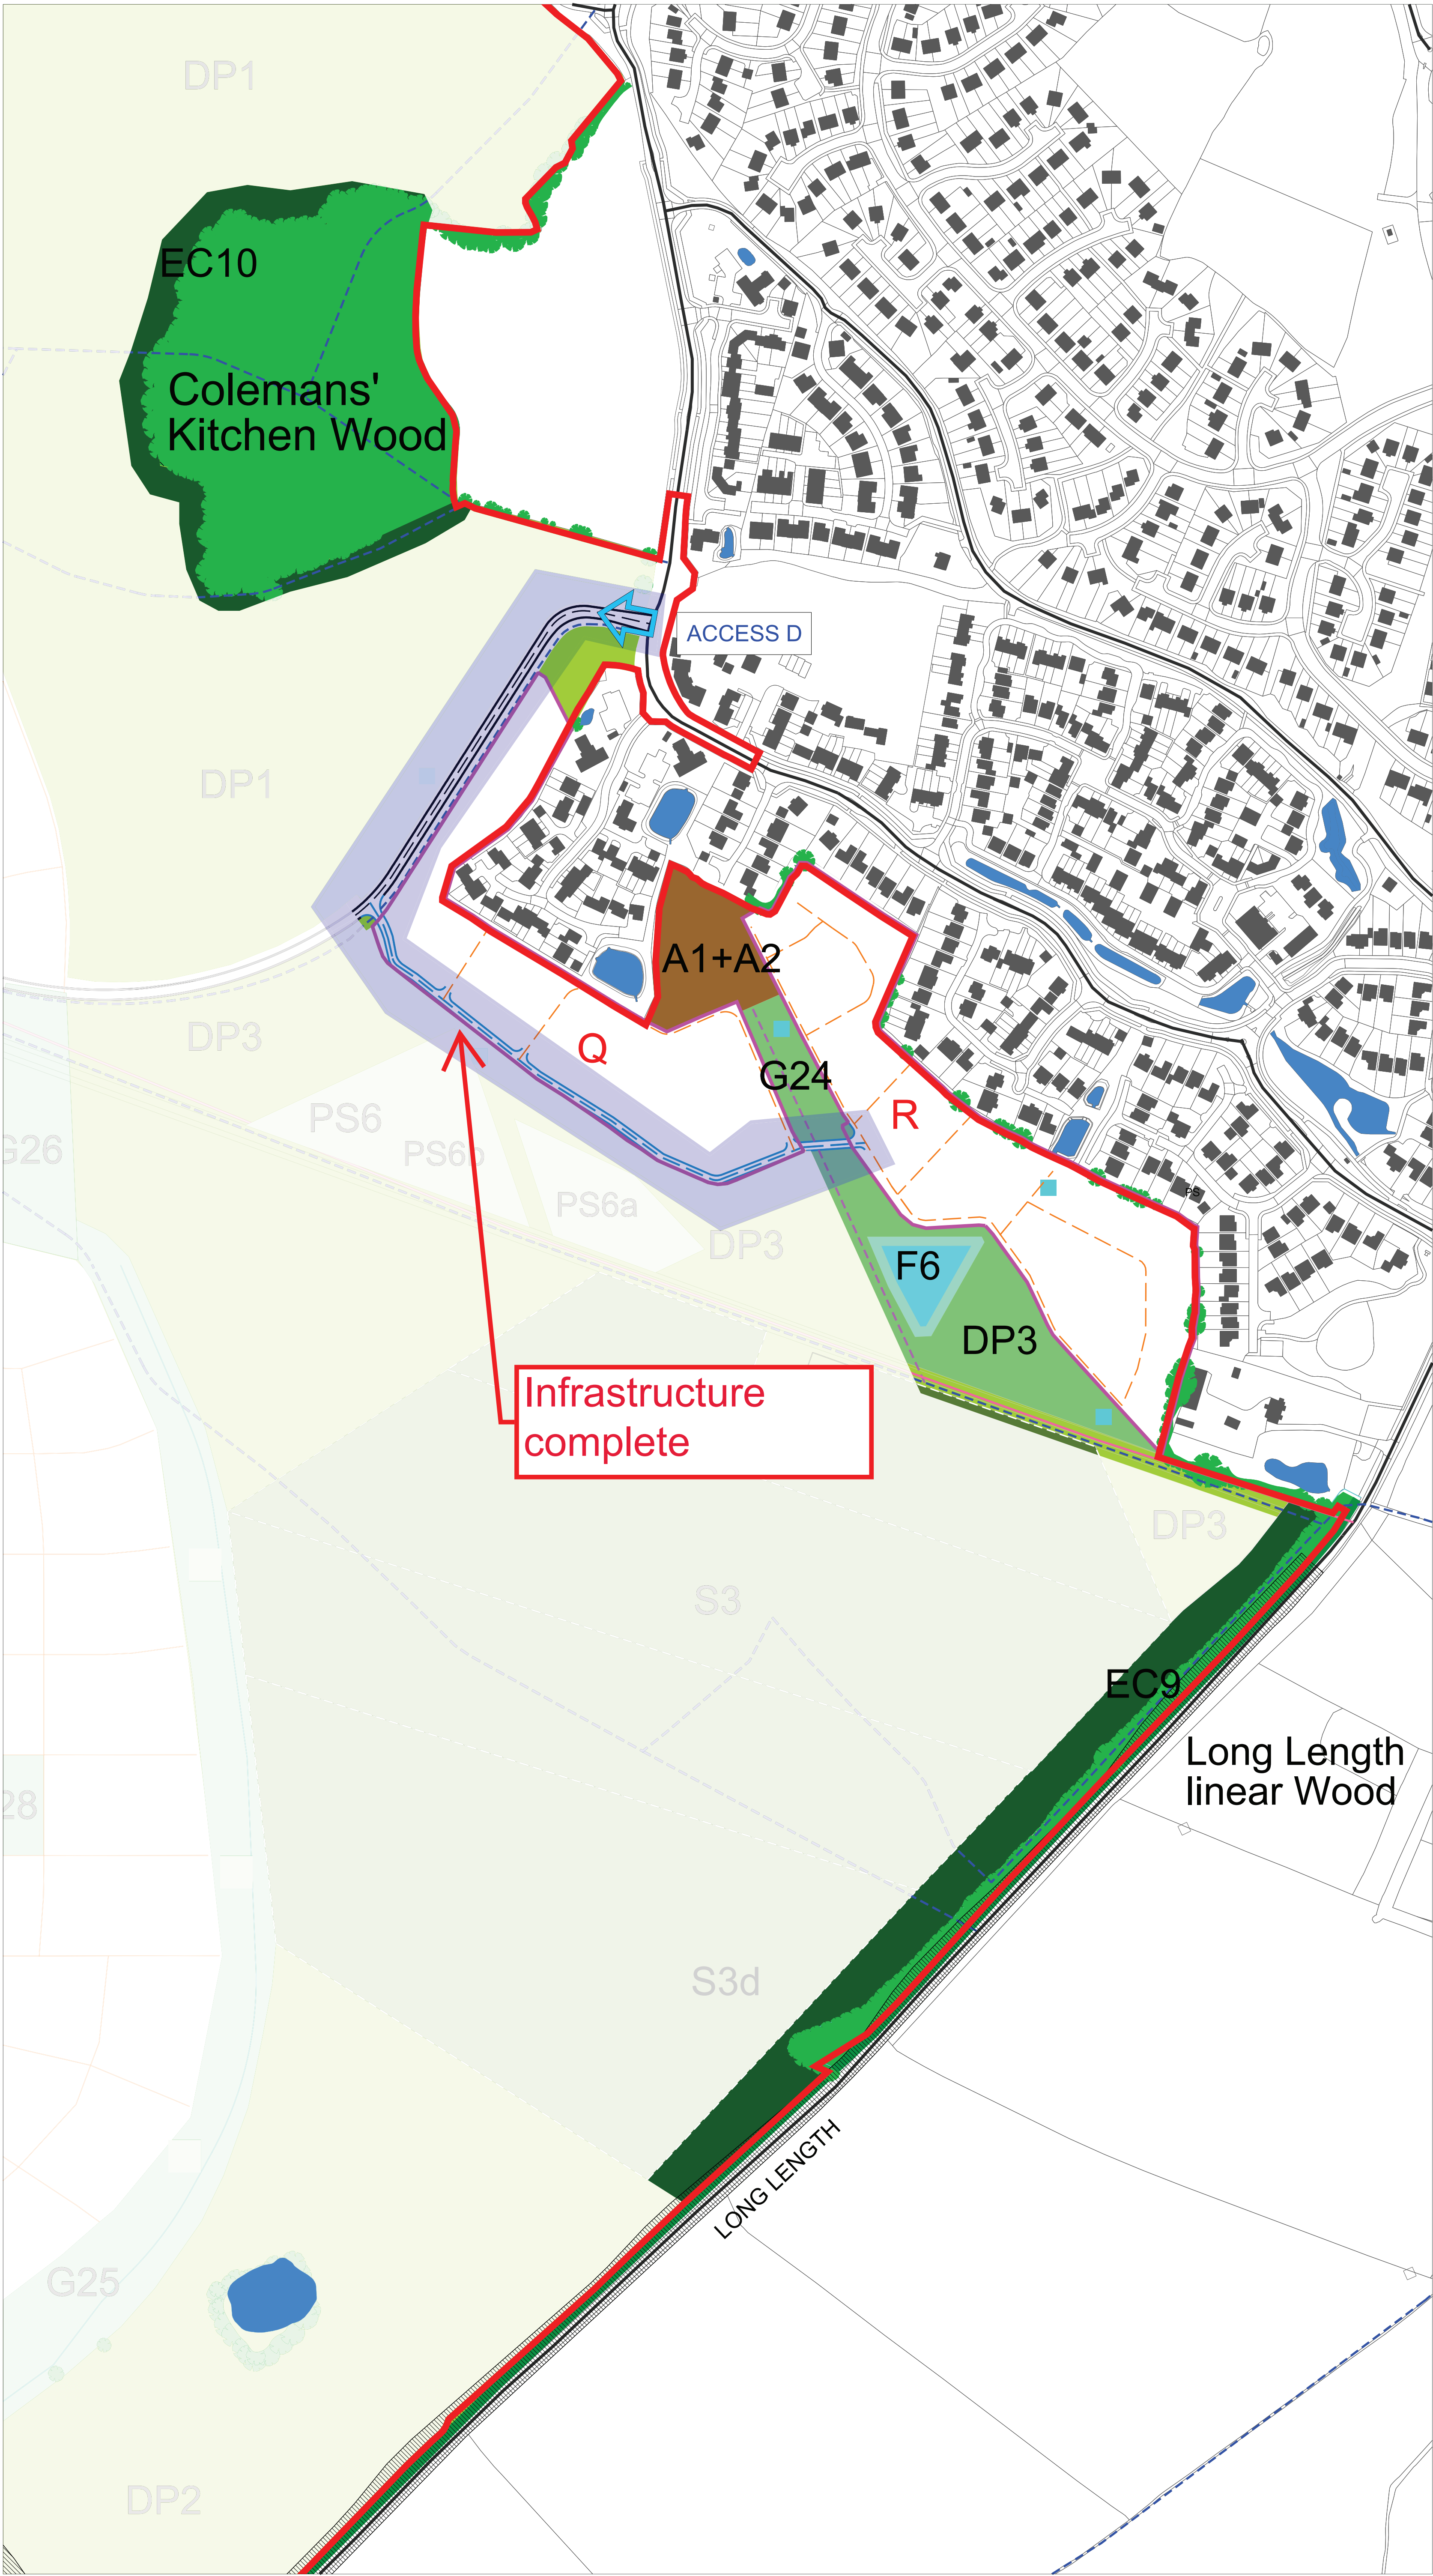 DP1
EC10
Colemans'
Kitchen Wood
ACCESS D
DP1
A1+A2
DP3
Q
G24
R
PS6
G26
PS6b
PS
PS6a
DP3
F6
DP3
Infrastructure
complete
DP3
S3
EC9
Long Length
linear Wood
28
S3d
LONG LENGTH
G25
DP2